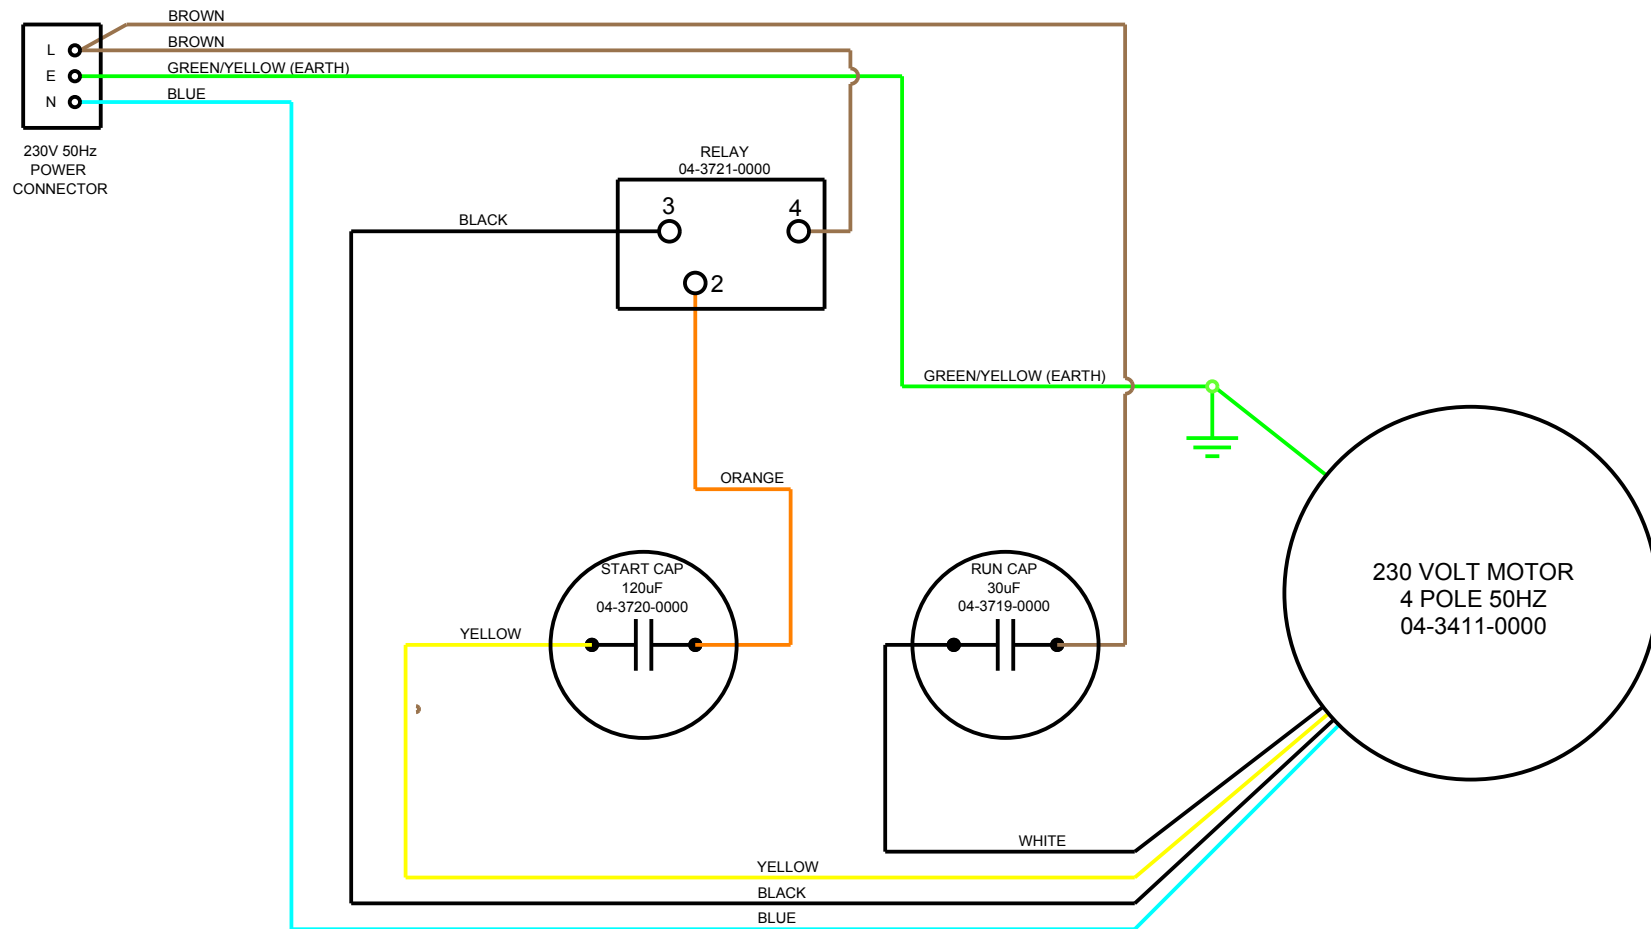 BROWN
BROWN
GREEN/YELLOW (EARTH)
BLUE
L
E
N
230V 50Hz
POWER
CONNECTOR
RELAY
04-3721-0000
3
4
2
BLACK
GREEN/YELLOW (EARTH)
ORANGE
START CAP
120uF
04-3720-0000
RUN CAP
30uF
04-3719-0000
230 VOLT MOTOR
4 POLE 50HZ
04-3411-0000
YELLOW
WHITE
YELLOW
BLACK
BLUE